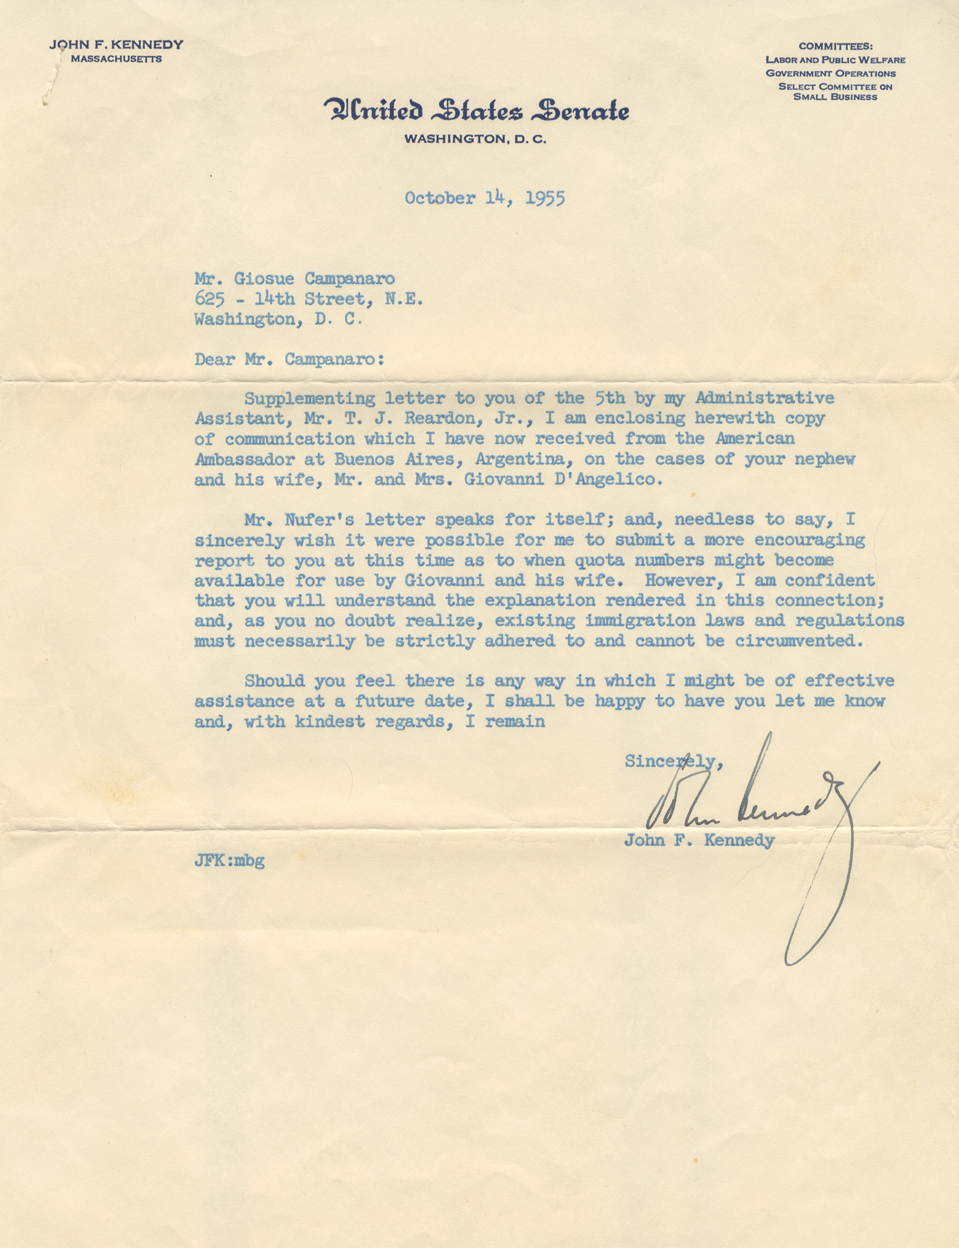 JOHN F. KENNEDY
MASSACHUSETTS
COMMITTEES:
LABOR AND PUBLIC WELFARE
GOVERNMENT OPERATIONS
SELECT COMMITTEE ON
SMALL BUSINESS
United States Senate
WASHINGTON, D. C.
October 14, 1955
Mr. Giosue Campanaro
625 - 14th Street, N.E.
Washington, D. C.
Dear Mr. Campanaro:
Supplementing letter to you of the 5th by my Administrative
Assistant, Mr. T. J. Reardon, Jr., I am enclosing herewith copy
of communication which I have now received from the American
Ambassador at Buenos Aires, Argentina, on the cases of your nephew
and his wife, Mr. and Mrs. Giovanni D'Angelico.
Mr. Nufer's letter speaks for itself; and, needless to say, I
sincerely wish it were possible for me to submit a more encouraging
report to you at this time as to when quota numbers might become
available for use by Giovanni and his wife. However, I am confident
that you will understand the explanation rendered in this connection;
and, as you no doubt realize, existing immigration laws and regulations
must necessarily be strictly adhered to and cannot be circumvented.
Should you feel there is any way in which I might be of effective
assistance at a future date, I shall be happy to have you let me know
and, with kindest regards, I remain
Sincerely,
John Kennedy
John F. Kennedy
JFK:mbg